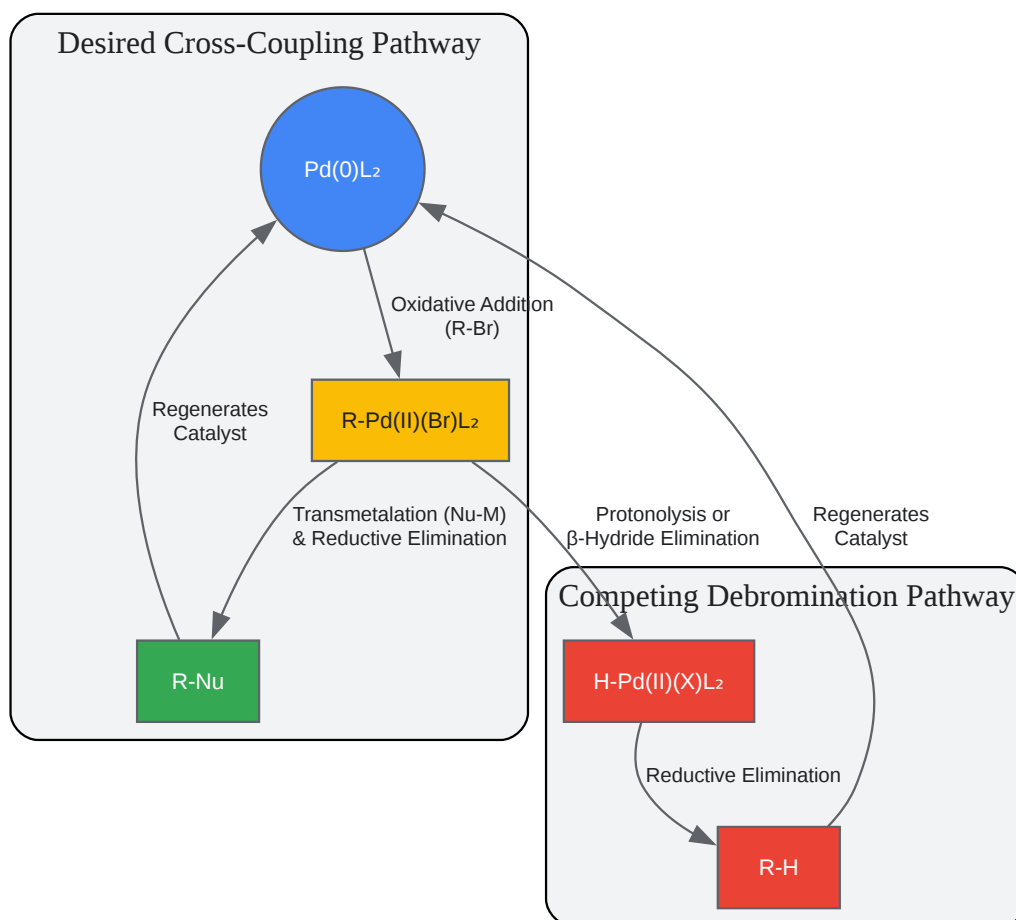 Desired Cross-Coupling Pathway
Pd(0)L₂
Oxidative Addition
(R-Br)
R-Pd(II)(Br)L₂
Regenerates
Catalyst
Transmetalation (Nu-M)
& Reductive Elimination
Protonolysis or
β-Hydride Elimination
Regenerates
Catalyst
R-Nu
Competing Debromination Pathway
H-Pd(II)(X)L₂
Reductive Elimination
R-H